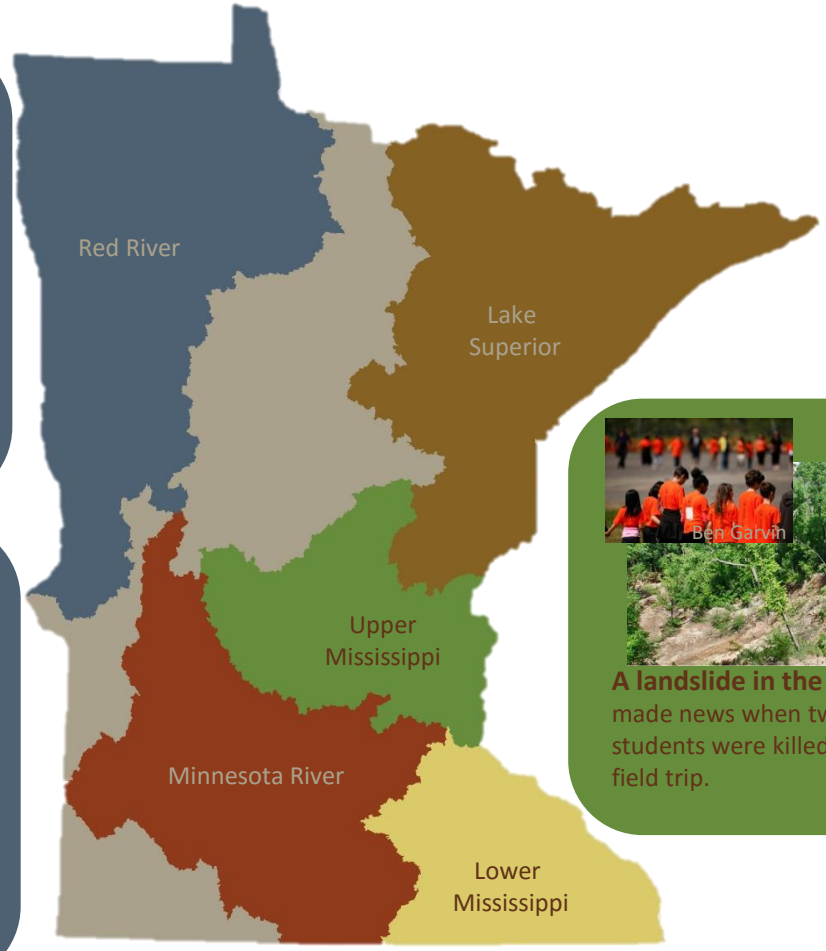 Red River
Lake
Superior
Upper
Mississippi
Minnesota River
Lower
Mississippi
Ben Garvin
A landslide in the
made news when
students were killed
field trip.